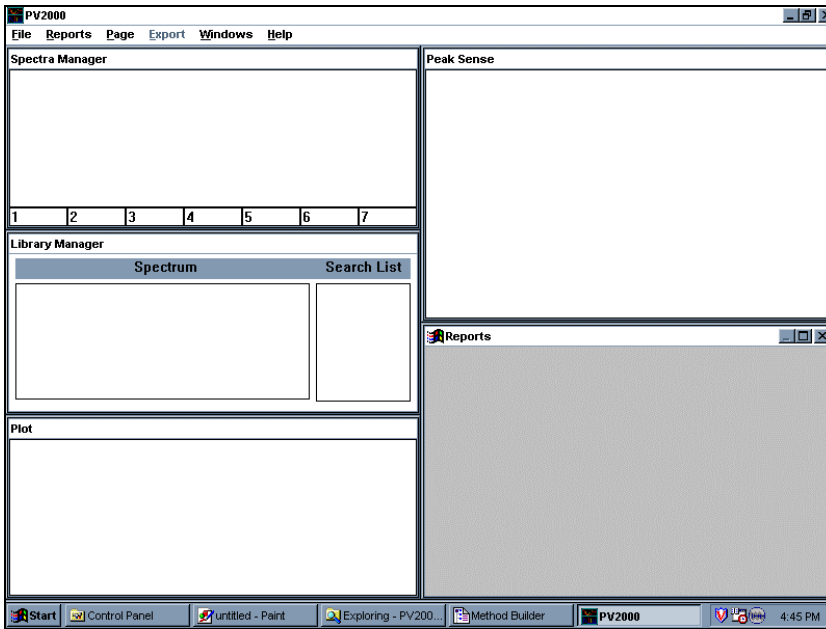 PV2000
File Reports Page Export Windows Help
Spectra Manager
1 2 3 4 5 6 7
Library Manager
Spectrum Search List
Plot
Peak Sense
Reports
Start Control Panel untitled - Paint Exploring - PV200... Method Builder PV2000 4:45 PM